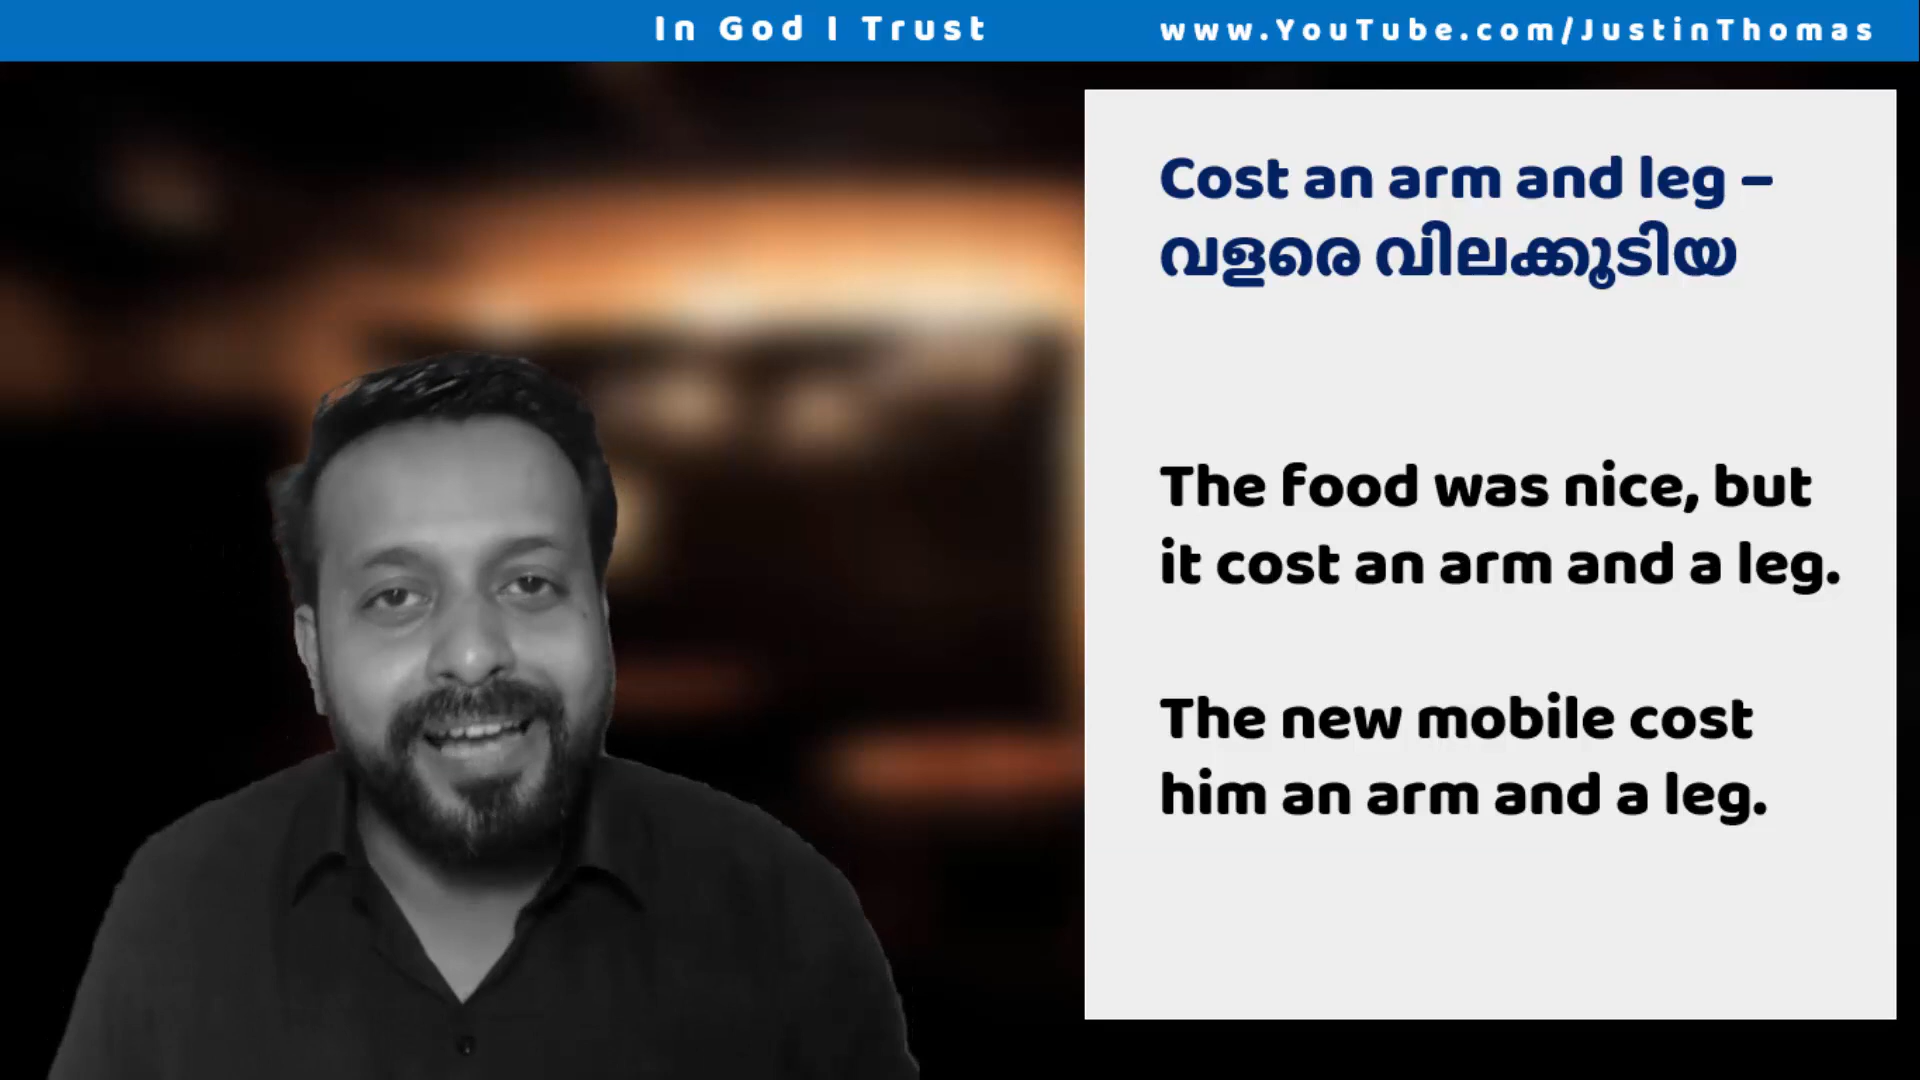 In God I Trust
www.YouTube.com/JustinThomas
Cost an arm and leg –
വളരെ വിലക്കൂടിയ
The food was nice, but
it cost an arm and a leg.
The new mobile cost
him an arm and a leg.